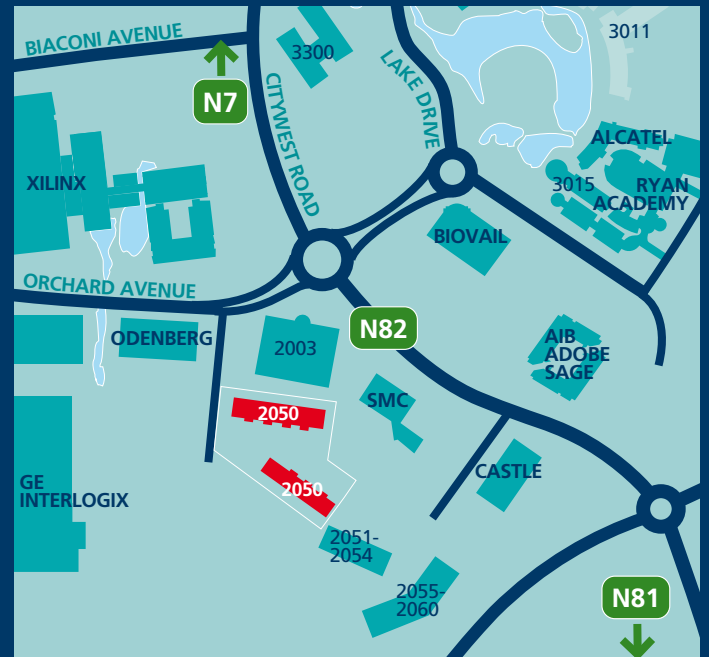 3011
BIACONI AVENUE
3300
LAKE DRIVE
N7
CITYWEST ROAD
ALCATEL
XILINX
3015
RYAN
ACADEMY
BIOVAIL
ORCHARD AVENUE
N82
ODENBERG
2003
AIB
ADOBE
SAGE
SMC
2050
CASTLE
GE
INTERLOGIX
2050
2051-
2054
2055-
2060
N81